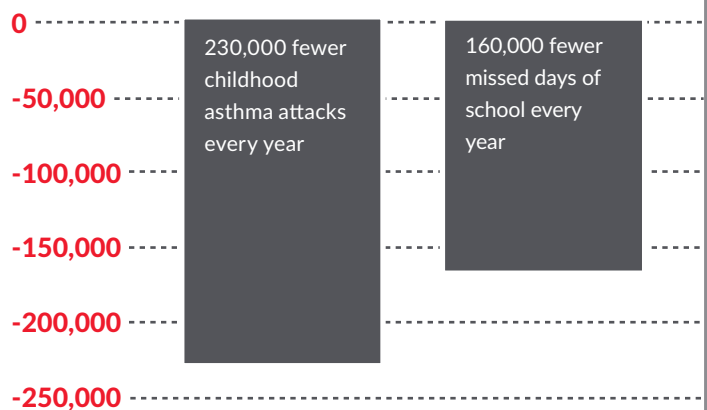 0
-50,000
-100,000
-150,000
-200,000
-250,000
230,000 fewer
childhood
asthma attacks
every year
160,000 fewer
missed days of
school every
year